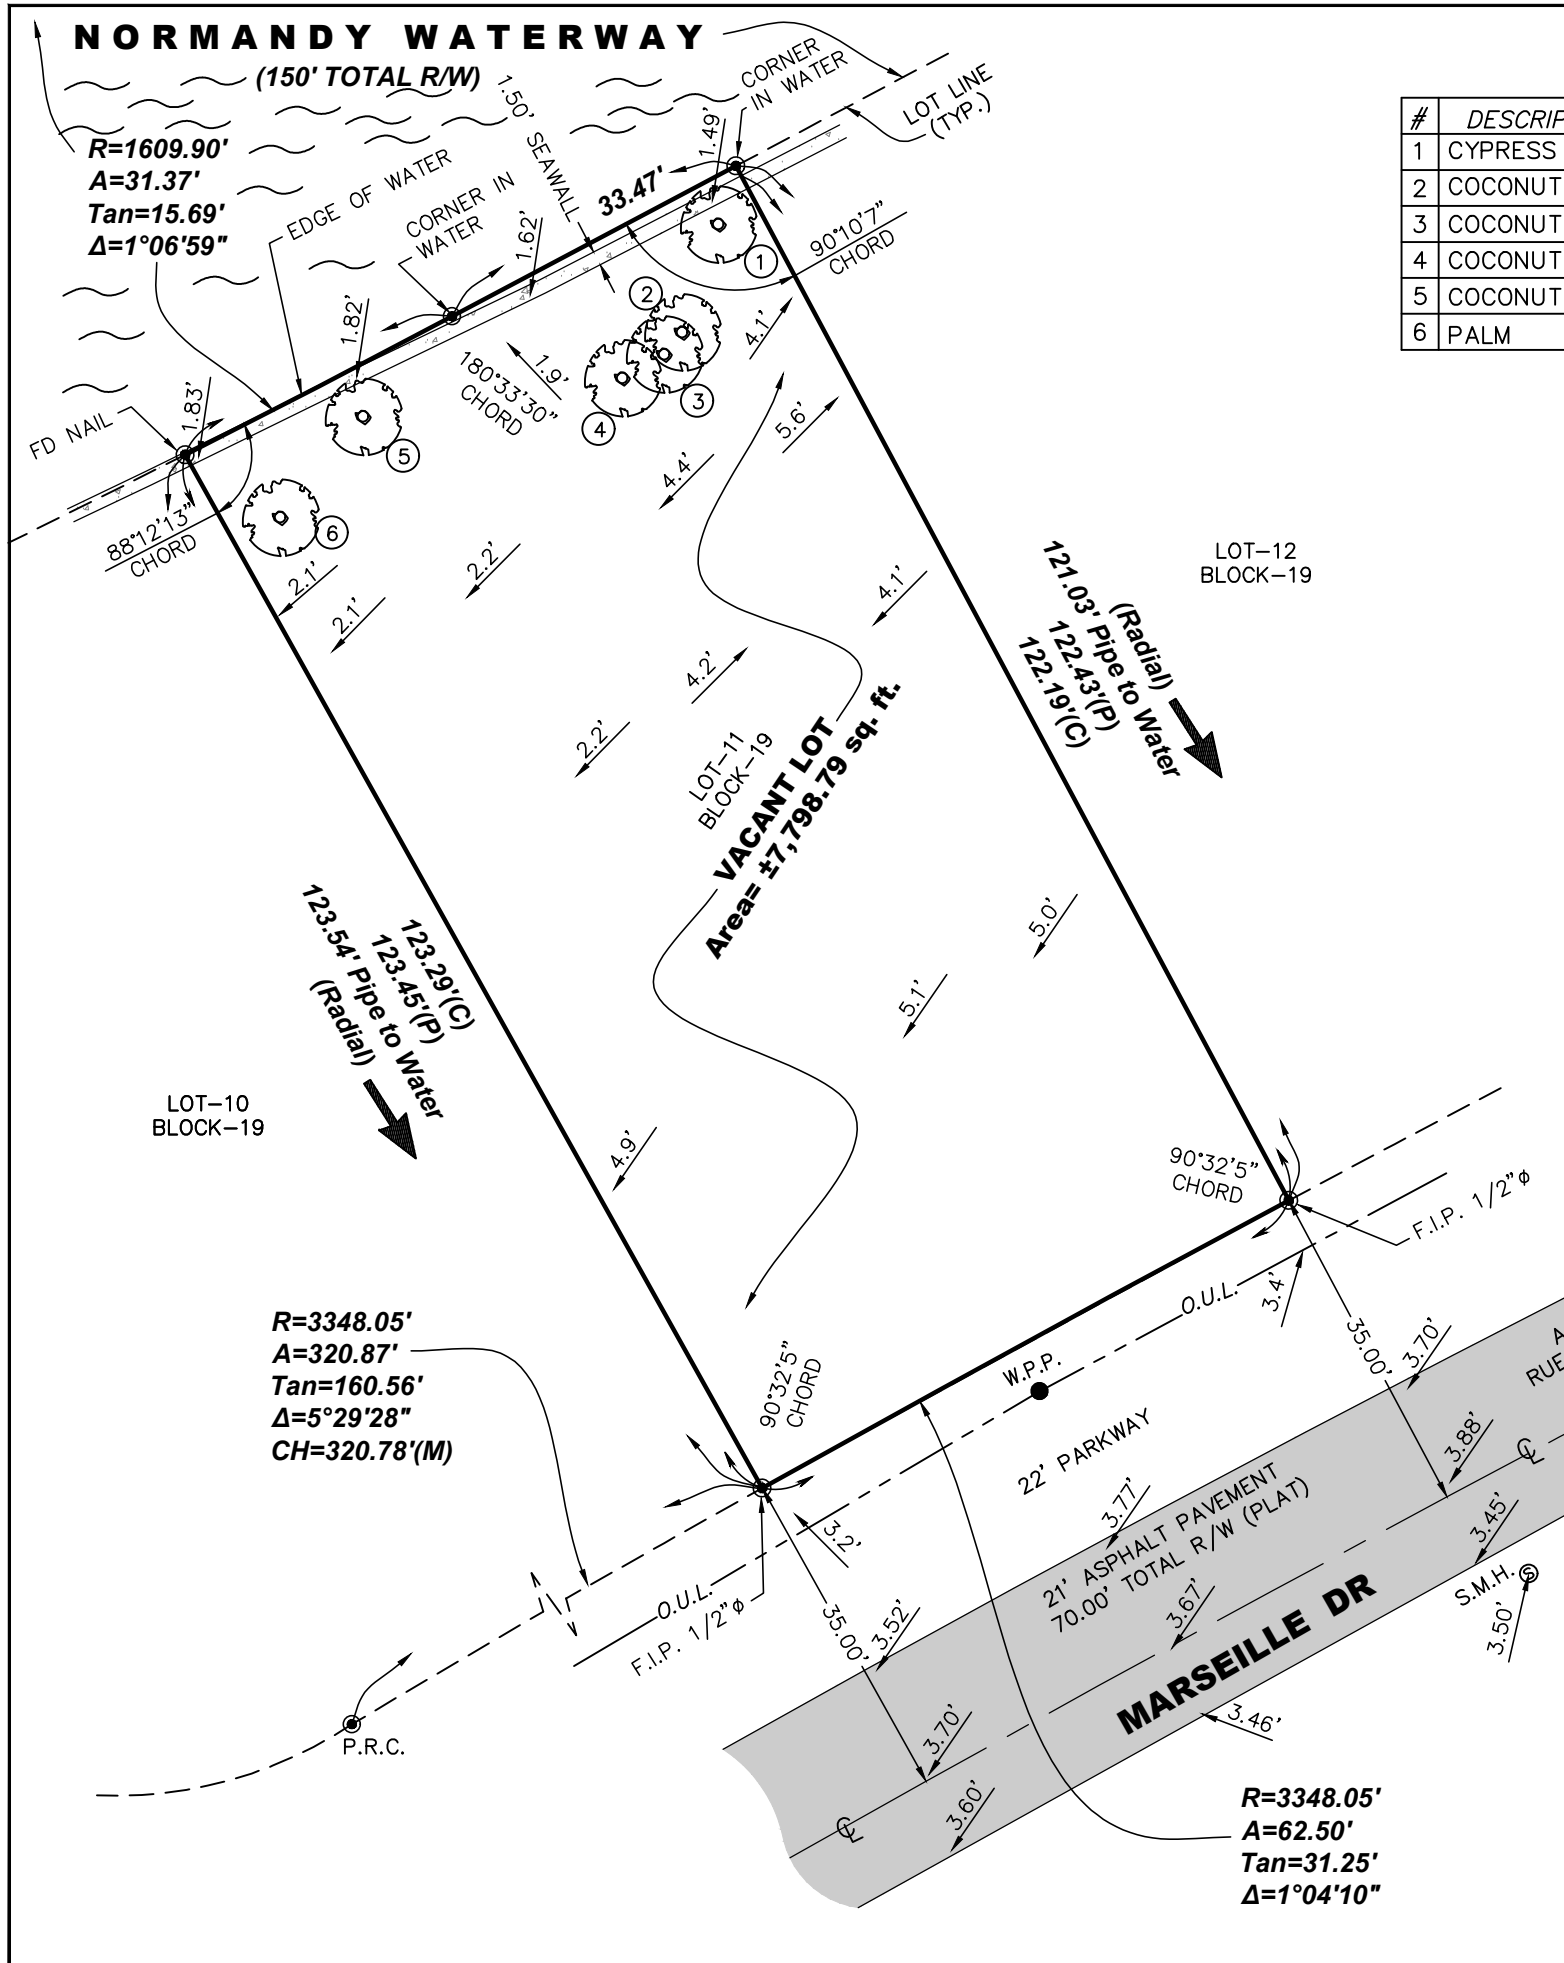 NORMANDY WATERWAY
(150' TOTAL R/W)
R=1609.90'
A=31.37'
Tan=15.69'
Δ=1°06'59"
EDGE OF WATER
CORNER IN
WATER
1.50' SEAWALL
1.62'
33.47'
1.49'
CORNER
IN WATER
LOT LINE
(TYP.)
# DESCRIP
1 CYPRESS
2 COCONUT
3 COCONUT
4 COCONUT
5 COCONUT
6 PALM
90°10'7"
CHORD
1
2
3
4
5
6
1.82'
1.83'
FD NAIL
180°33'30"
CHORD
1.9'
4.1'
5.6'
4.4'
88°12'13"
CHORD
2.1'
2.1'
2.2'
4.1'
4.2'
2.2'
LOT-12
BLOCK-19
(Radial)
121.03' Pipe to Water
122.43'(P)
122.19'(C)
LOT-11
BLOCK-19
VACANT LOT
Area= ±7,798.79 sq. ft.
123.29'(C)
123.45'(P)
123.54' Pipe to Water
(Radial)
5.0'
5.1'
4.9'
LOT-10
BLOCK-19
90°32'5"
CHORD
F.I.P. 1/2"ϕ
R=3348.05'
A=320.87'
Tan=160.56'
Δ=5°29'28"
CH=320.78'(M)
90°32'5"
CHORD
W.P.P.
O.U.L.
3.4'
35.00'
3.70'
A
RUE
22' PARKWAY
3.88'
℄
3.77'
21' ASPHALT PAVEMENT
70.00' TOTAL R/W (PLAT)
3.45'
3.2'
O.U.L.
F.I.P. 1/2"ϕ
35.00'
3.52'
3.67'
MARSEILLE DR
S.M.H.
S
3.50'
P.R.C.
3.70'
3.46'
3.60'
℄
R=3348.05'
A=62.50'
Tan=31.25'
Δ=1°04'10"